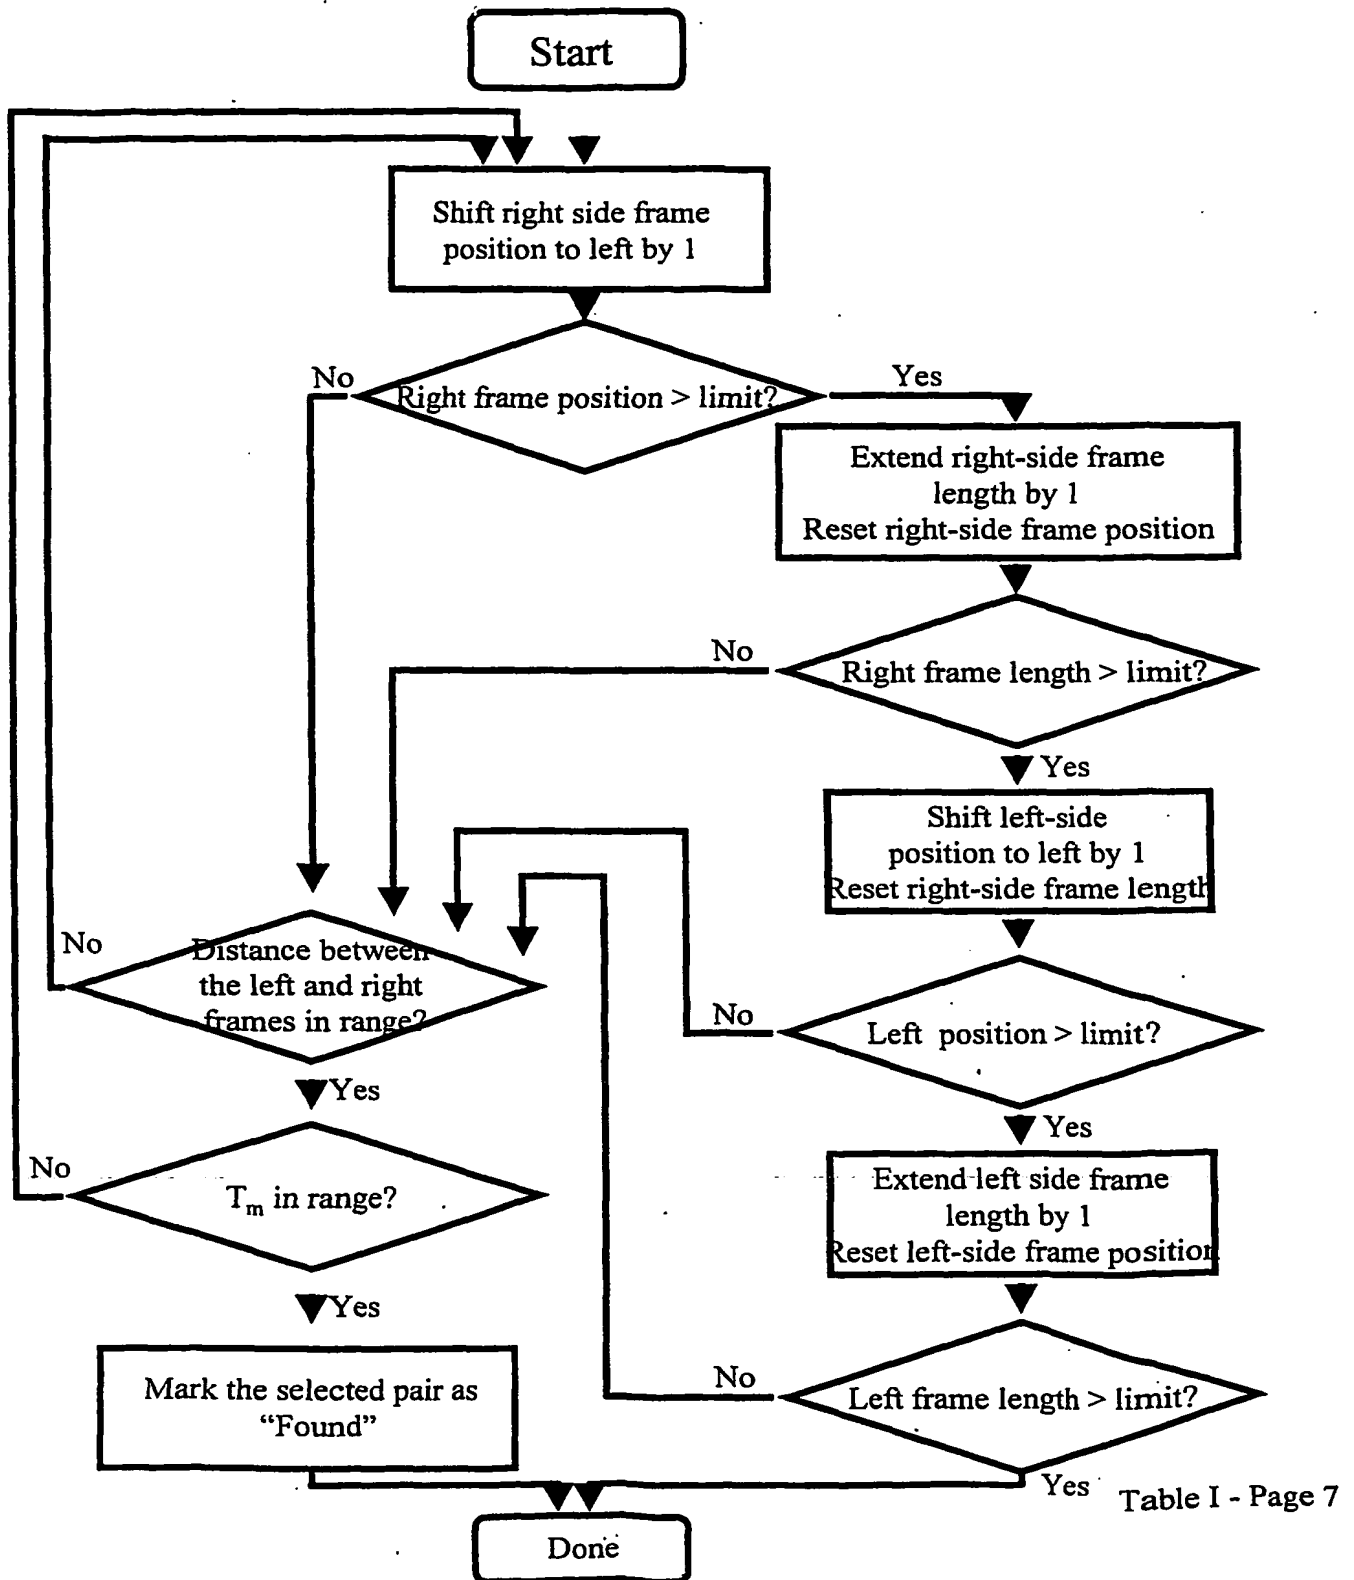 Start
Shift right side frame
position to left by 1
No
Right frame position > limit?
Yes
Extend right-side frame
length by 1
Reset right-side frame position
No
Right frame length > limit?
Yes
Shift left-side
position to left by 1
Reset right-side frame length
No
Distance between
the left and right
frames in range?
No
Left position > limit?
Yes
Yes
Extend left side frame
length by 1
Reset left-side frame position
No
Tm in range?
Yes
No
Left frame length > limit?
Mark the selected pair as
“Found”
Yes
Table I - Page 7
Done